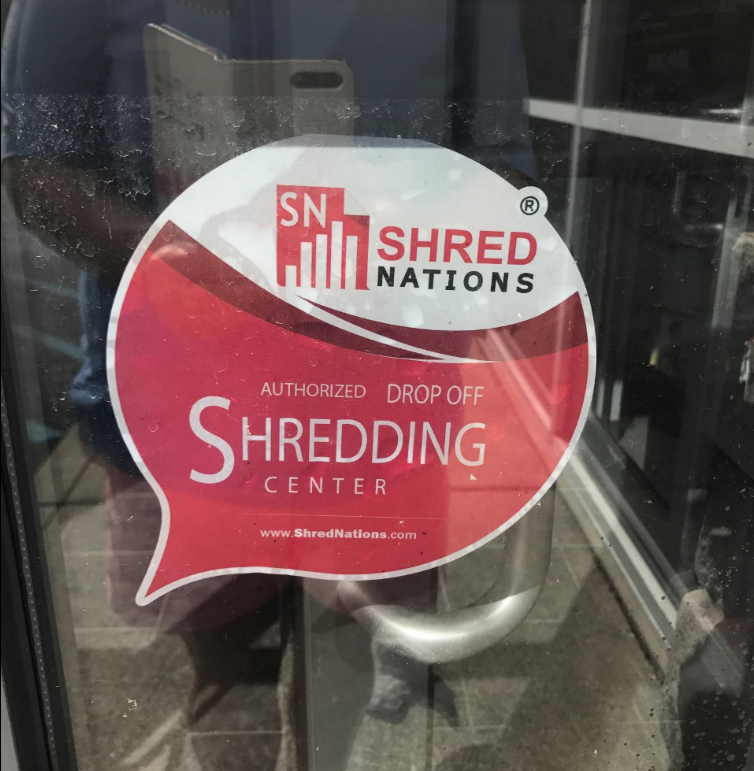 SN
SHRED
NATIONS
®
AUTHORIZED DROP OFF
SHREDDING
CENTER
www.ShredNations.com